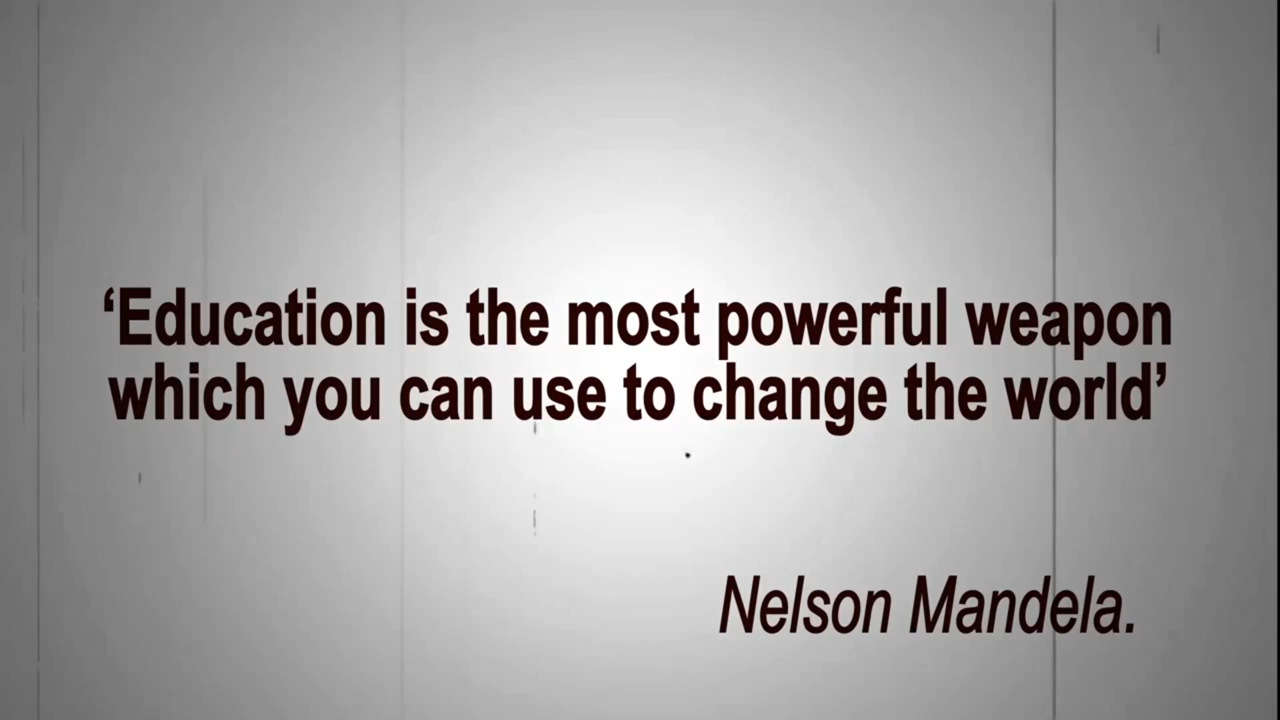 ‘Education is the most powerful weapon
which you can use to change the world’
Nelson Mandela.